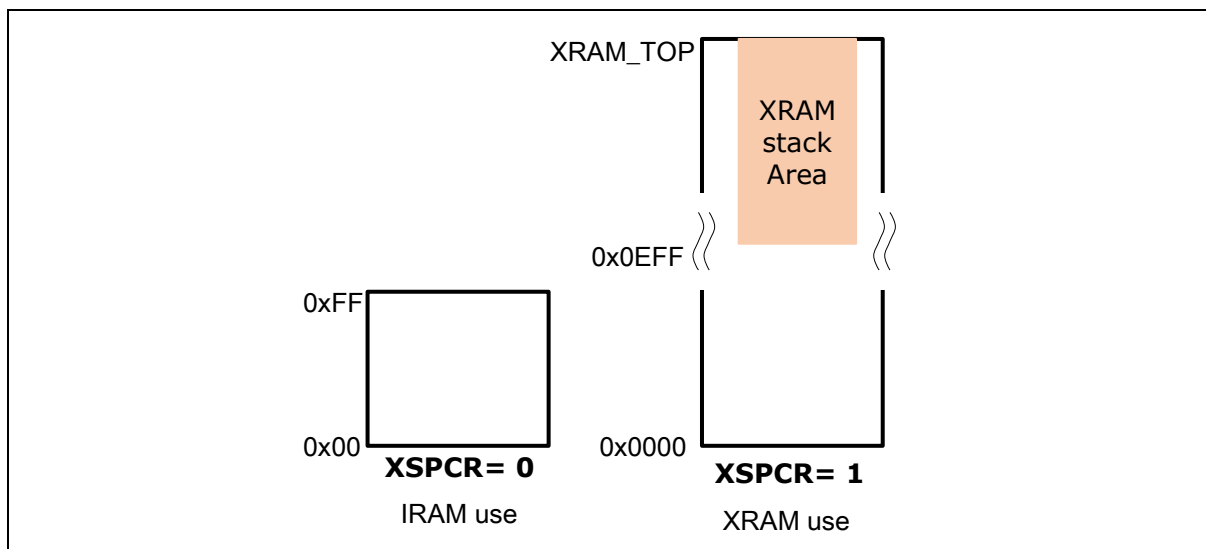 XRAM_TOP
XRAM
stack
Area
0x0EFF
0xFF
0x00
0x0000
XSPCR= 0
XSPCR= 1
IRAM use
XRAM use